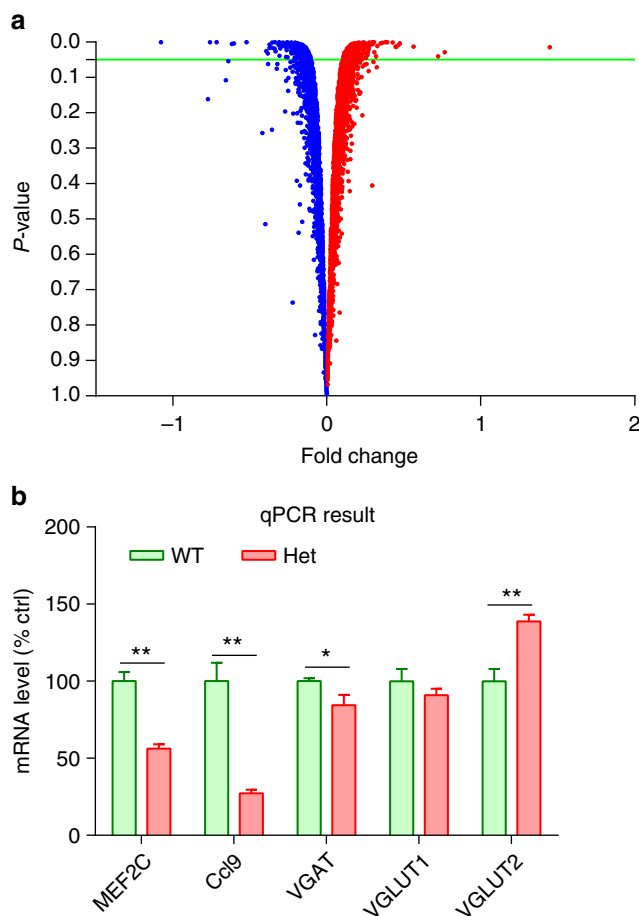 a
0.0
0.1
0.2
0.3
0.4
0.5
0.6
0.7
0.8
0.9
1.0
P-value
–1
0
1
2
Fold change
b
qPCR result
WT
Het
200
150
100
50
0
mRNA level (% ctrl)
**
**
*
**
MEF2C
Ccl9
VGAT
VGLUT1
VGLUT2